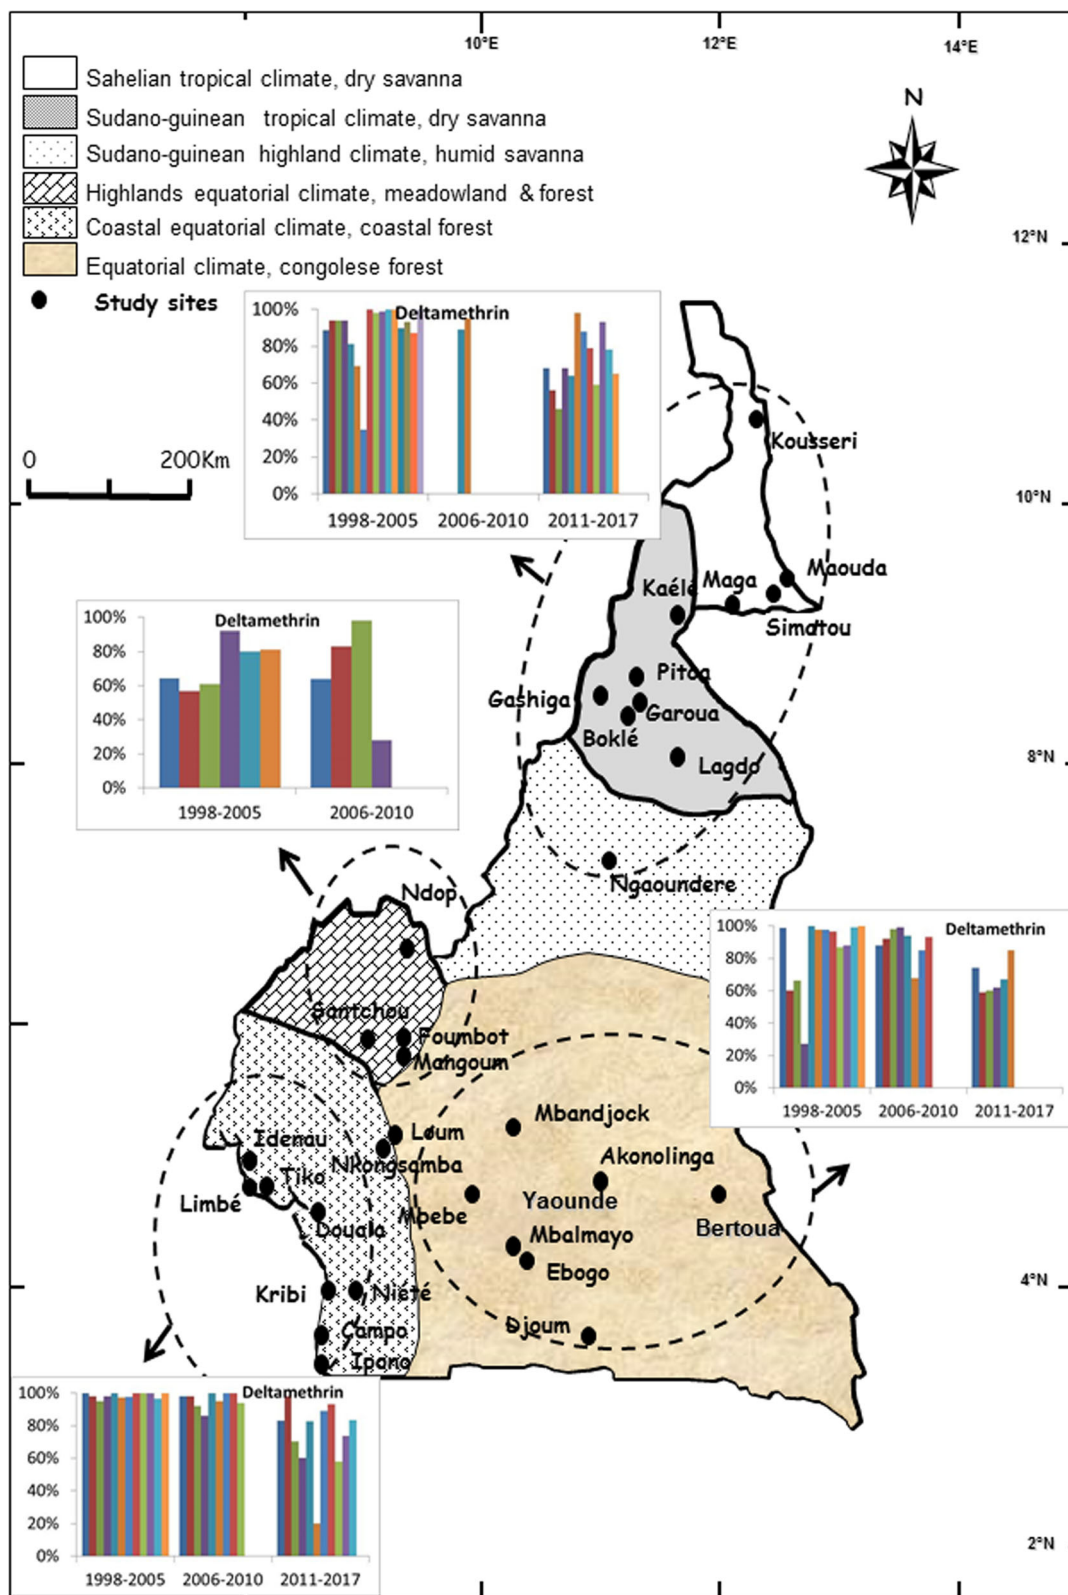 10°E
12°E
14°E
Sahelian tropical climate, dry savanna
Sudano-guinean tropical climate, dry savanna
Sudano-guinean highland climate, humid savanna
Highlands equatorial climate, meadowland & forest
Coastal equatorial climate, coastal forest
Equatorial climate, congolese forest
Study sites
N
12°N
0
200Km
100%
80%
60%
40%
20%
0%
Deltamethrin
1998-2005
2006-2010
2011-2017
Kousseri
10°N
Maouda
Maga
Kaélé
Simatou
Pitoa
Gashiga
Garoua
Boklé
Lagdo
8°N
100%
80%
60%
40%
20%
0%
Deltamethrin
1998-2005
2006-2010
Ngaoundere
Ndop
100%
80%
60%
40%
20%
0%
Deltamethrin
1998-2005
2006-2010
2011-2017
Santchou
Foumbot
Mangoum
Mbandjock
Loum
Idenau
Nkongsamba
Akonolinga
Tiko
Limbé
Yaounde
Mbebe
Douala
Bertoua
Mbalmayo
Ebogo
Kribi
Niété
4°N
Campo
Djoum
Ipono
100%
80%
60%
40%
20%
0%
Deltamethrin
1998-2005
2006-2010
2011-2017
2°N